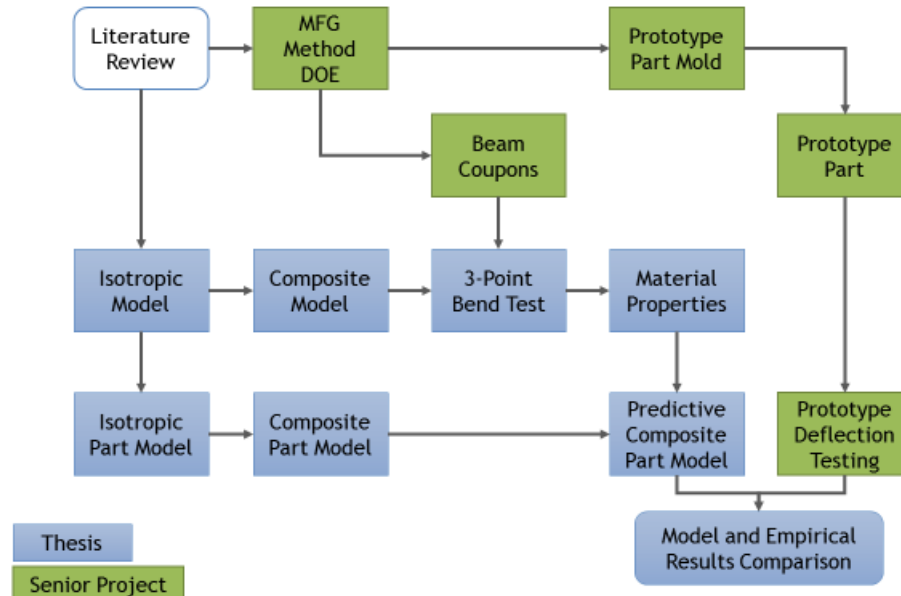 Literature
Review
MFG
Method
DOE
Prototype
Part Mold
Beam
Coupons
Prototype
Part
Isotropic
Model
Composite
Model
3-Point
Bend Test
Material
Properties
Isotropic
Part Model
Composite
Part Model
Predictive
Composite
Part Model
Prototype
Deflection
Testing
Model and Empirical
Results Comparison
Thesis
Senior Project